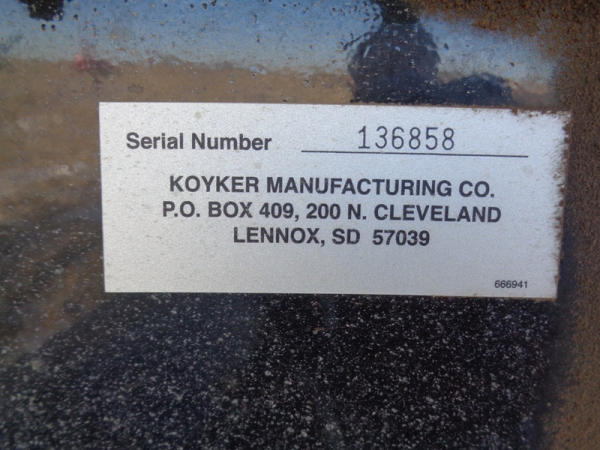 Serial Number 136858
KOYKER MANUFACTURING CO.
P.O. BOX 409, 200 N. CLEVELAND
LENNOX, SD 57039
666941